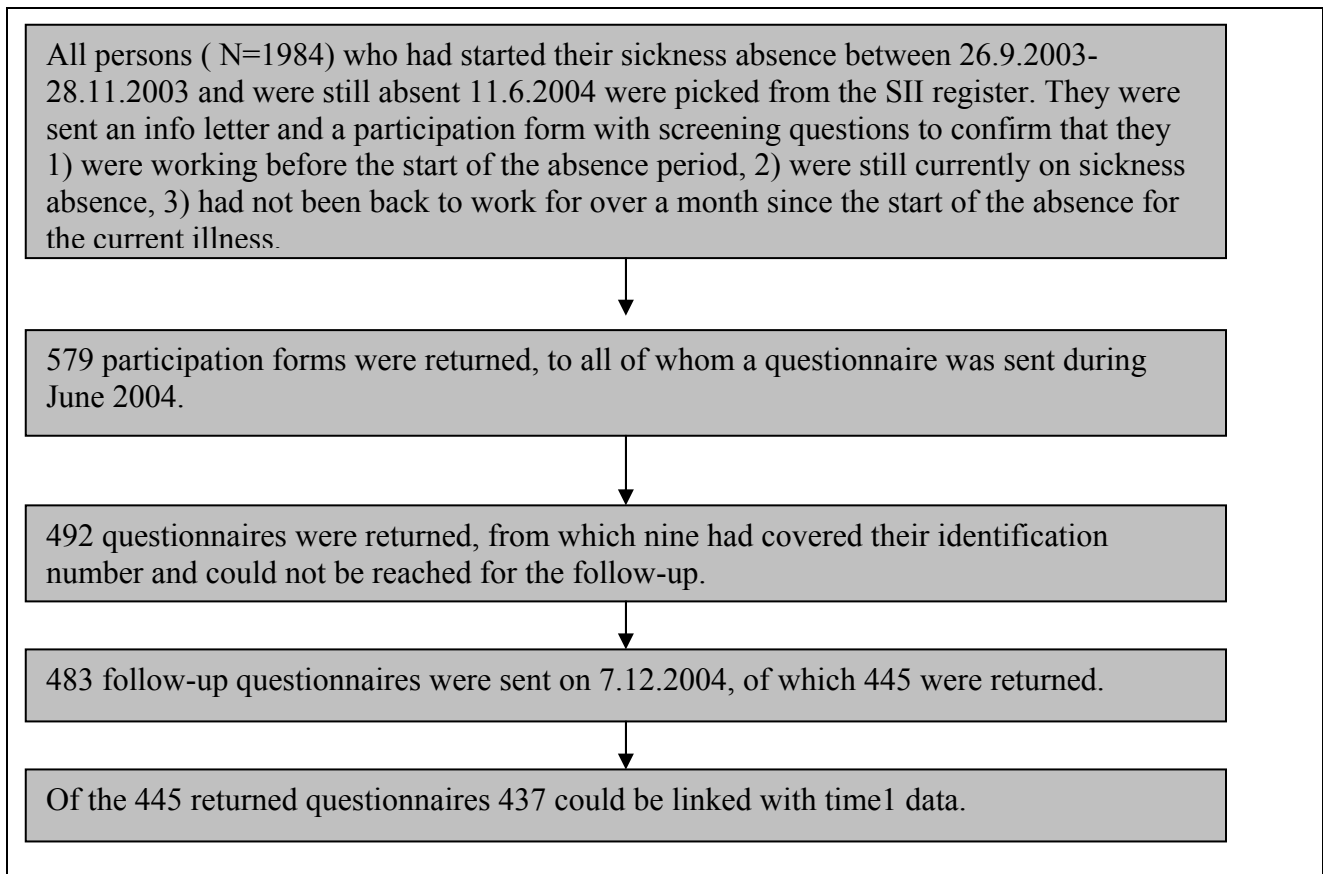 All persons ( N=1984) who had started their sickness absence between 26.9.2003-
28.11.2003 and were still absent 11.6.2004 were picked from the SII register. They were
sent an info letter and a participation form with screening questions to confirm that they
1) were working before the start of the absence period, 2) were still currently on sickness
absence, 3) had not been back to work for over a month since the start of the absence for
the current illness.
579 participation forms were returned, to all of whom a questionnaire was sent during
June 2004.
492 questionnaires were returned, from which nine had covered their identification
number and could not be reached for the follow-up.
483 follow-up questionnaires were sent on 7.12.2004, of which 445 were returned.
Of the 445 returned questionnaires 437 could be linked with time1 data.